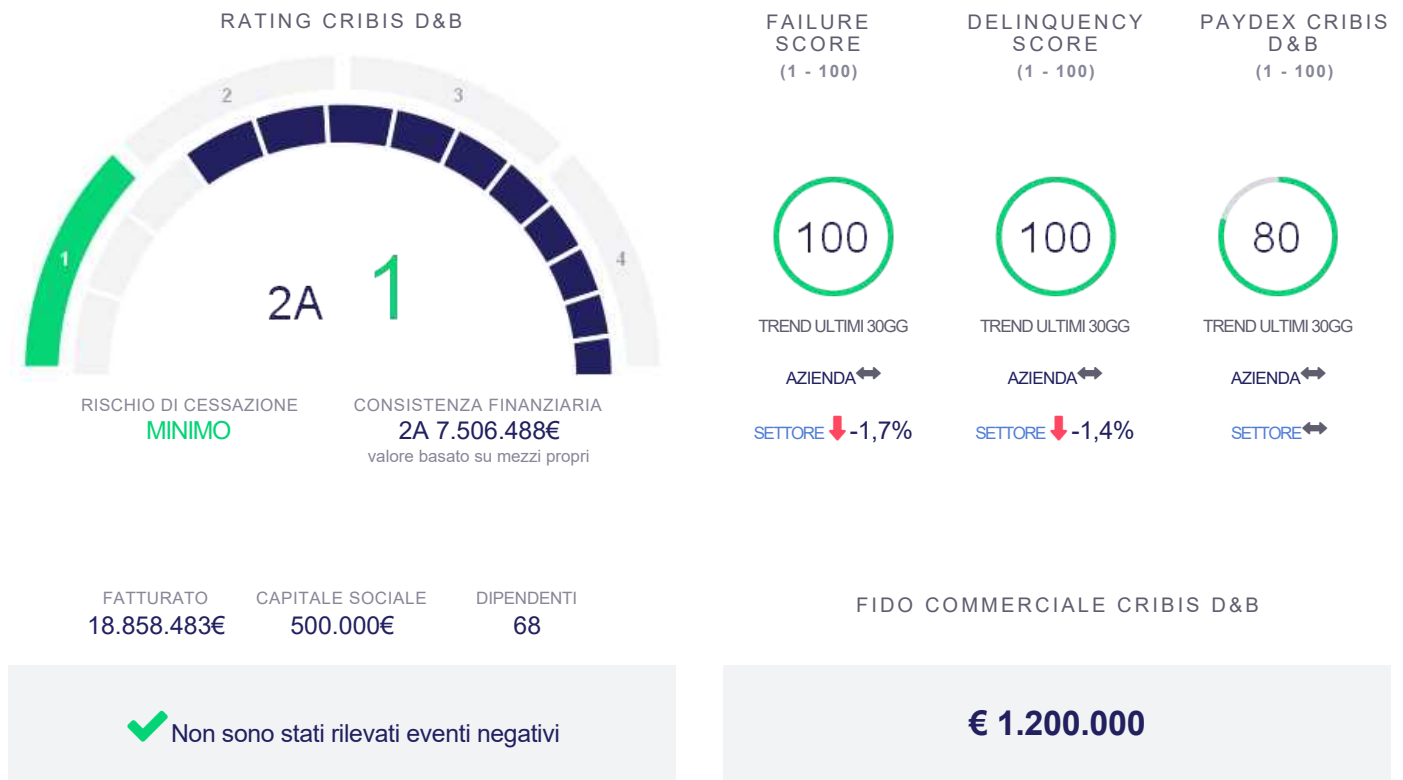 RATING CRIBIS D&B
2
3
1
4
2A 1
RISCHIO DI CESSAZIONE
MINIMO
CONSISTENZA FINANZIARIA
2A 7.506.488€
valore basato su mezzi propri
FATTURATO
18.858.483€
CAPITALE SOCIALE
500.000€
DIPENDENTI
68
Non sono stati rilevati eventi negativi
FAILURE
SCORE
(1 - 100)
100
TREND ULTIMI 30GG
AZIENDA
SETTORE -1,7%
DELINQUENCY
SCORE
(1 - 100)
100
TREND ULTIMI 30GG
AZIENDA
SETTORE -1,4%
PAYDEX CRIBIS
D&B
(1 - 100)
80
TREND ULTIMI 30GG
AZIENDA
SETTORE
FIDO COMMERCIALE CRIBIS D&B
€ 1.200.000